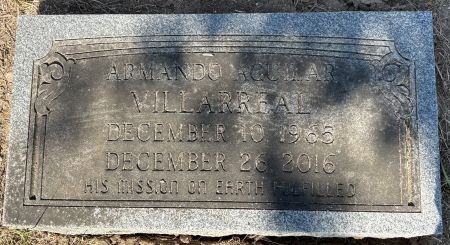 ARMANDO AGUILAR
VILLARREAL
DECEMBER 10, 1965
DECEMBER 26, 2016
HIS MISSION ON EARTH FULFILLED